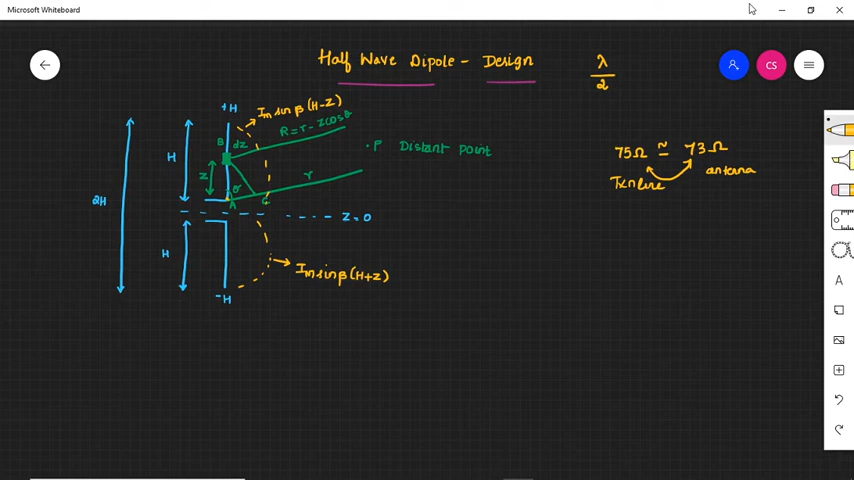 Microsoft Whiteboard
Half Wave Dipole - Design
λ/2
CS
+H
Im sin β (H-Z)
R = r - Z cos θ
B
dZ
H
Z
θ
r
A
C
.P Distant point
75Ω ≃ 73Ω
Txn line
antenna
2H
Z = 0
H
Im sin β (H+Z)
-H
A